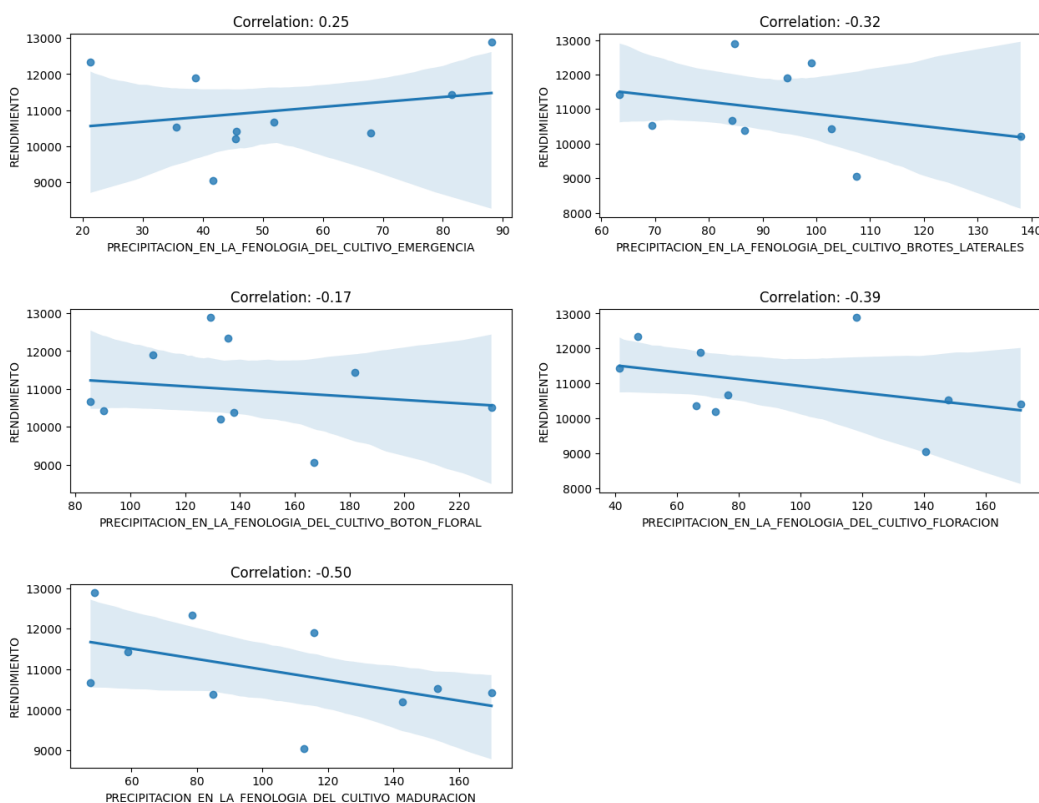 Correlation: 0.25
13000
12000
11000
10000
9000
RENDIMIENTO
20 30 40 50 60 70 80 90
PRECIPITACION_EN_LA_FENOLOGIA_DEL_CULTIVO_EMERGENCIA
Correlation: -0.32
13000
12000
11000
10000
9000
8000
RENDIMIENTO
60 70 80 90 100 110 120 130 140
PRECIPITACION_EN_LA_FENOLOGIA_DEL_CULTIVO_BROTES_LATERALES
Correlation: -0.17
13000
12000
11000
10000
9000
RENDIMIENTO
80 100 120 140 160 180 200 220
PRECIPITACION_EN_LA_FENOLOGIA_DEL_CULTIVO_BOTON_FLORAL
Correlation: -0.39
13000
12000
11000
10000
9000
8000
RENDIMIENTO
40 60 80 100 120 140 160
PRECIPITACION_EN_LA_FENOLOGIA_DEL_CULTIVO_FLORACION
Correlation: -0.50
13000
12000
11000
10000
9000
RENDIMIENTO
60 80 100 120 140 160
PRECIPITACION_EN_LA_FENOLOGIA_DEL_CULTIVO_MADURACION